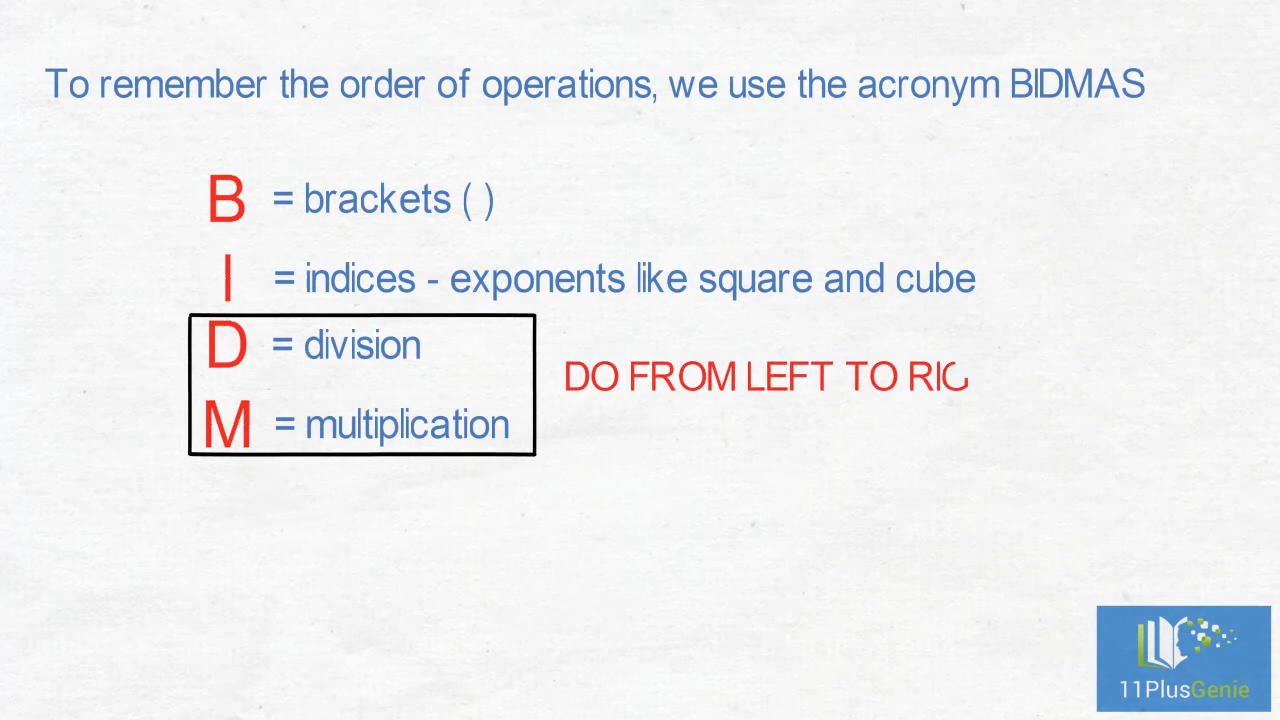 To remember the order of operations, we use the acronym BIDMAS
B = brackets ( )
I = indices - exponents like square and cube
D = division
DO FROM LEFT TO
M = multiplication
11PlusGenie